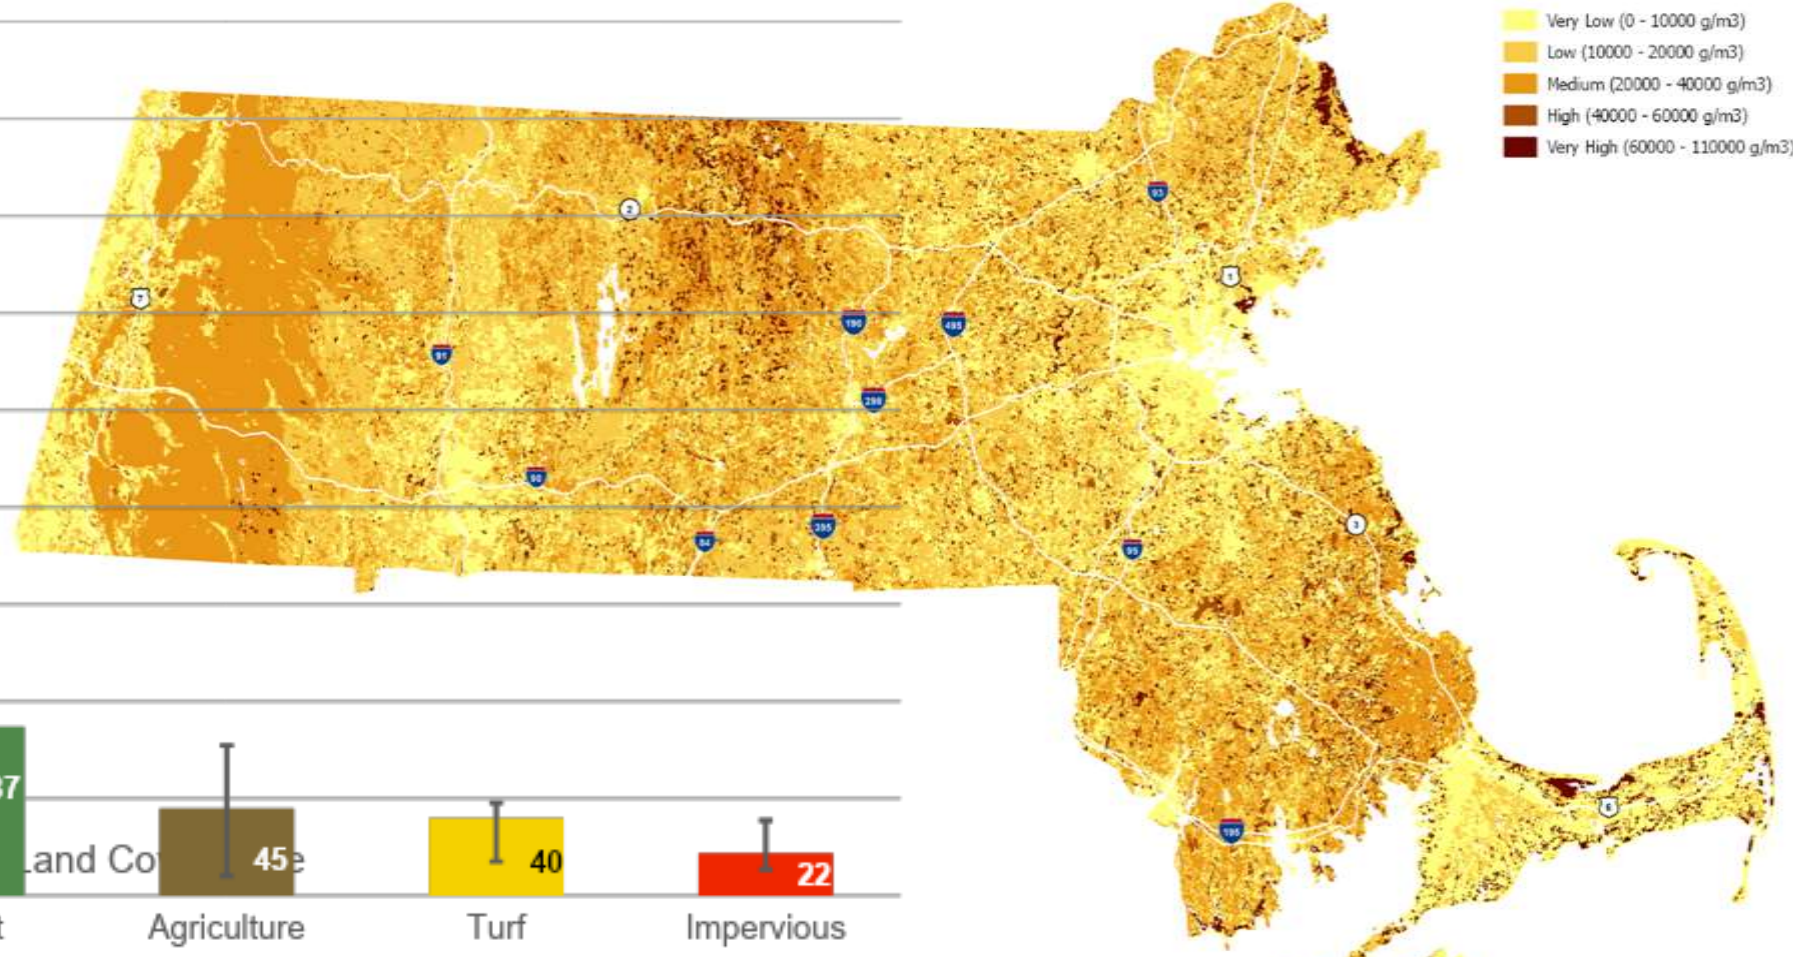 Very Low (0 - 10000 g/m3)
Low (10000 - 20000 g/m3)
Medium (20000 - 40000 g/m3)
High (40000 - 60000 g/m3)
Very High (60000 - 110000 g/m3)
93
2
1
7
190
495
91
290
90
395
84
3
95
6
195
37
45
40
22
Land Co
e
t
Agriculture
Turf
Impervious